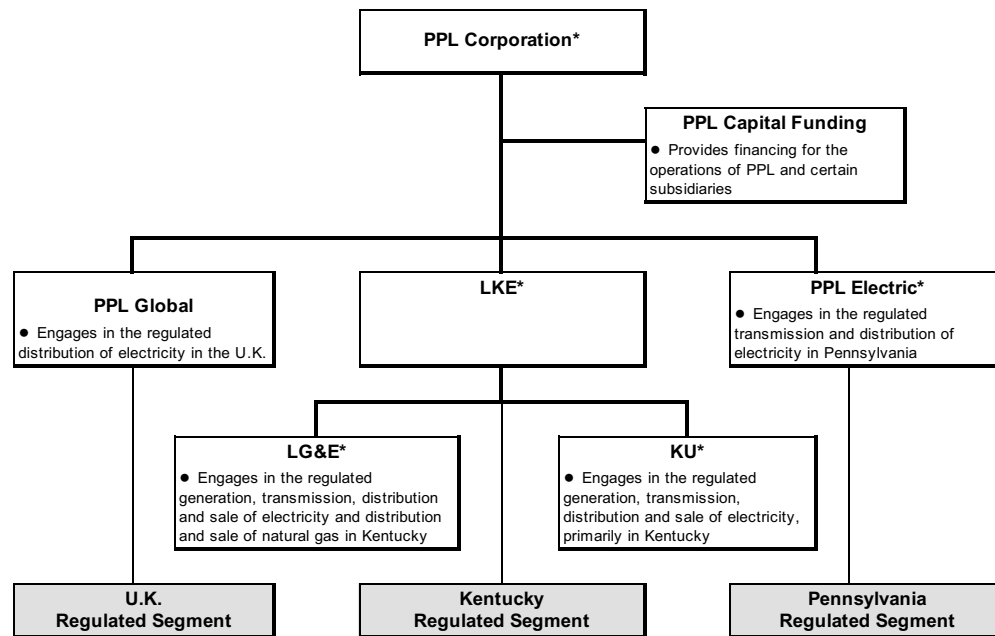 PPL Corporation*
PPL Capital Funding
● Provides financing for the
operations of PPL and certain
subsidiaries
PPL Global
● Engages in the regulated
distribution of electricity in the U.K.
LKE*
PPL Electric*
● Engages in the regulated
transmission and distribution of
electricity in Pennsylvania
LG&E*
● Engages in the regulated
generation, transmission, distribution
and sale of electricity and distribution
and sale of natural gas in Kentucky
KU*
● Engages in the regulated
generation, transmission,
distribution and sale of electricity,
primarily in Kentucky
U.K.
Regulated Segment
Kentucky
Regulated Segment
Pennsylvania
Regulated Segment